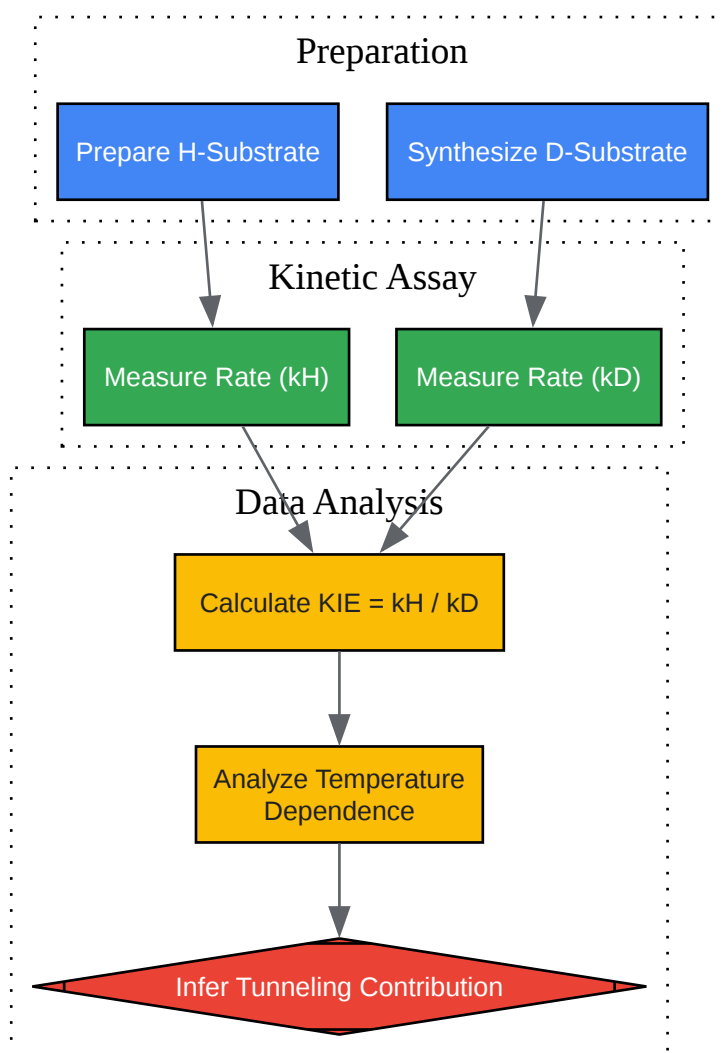 Preparation
Prepare H-Substrate
Synthesize D-Substrate
Kinetic Assay
Measure Rate (kH)
Measure Rate (kD)
Data Analysis
Calculate KIE = kH / kD
Analyze Temperature
Dependence
Infer Tunneling Contribution